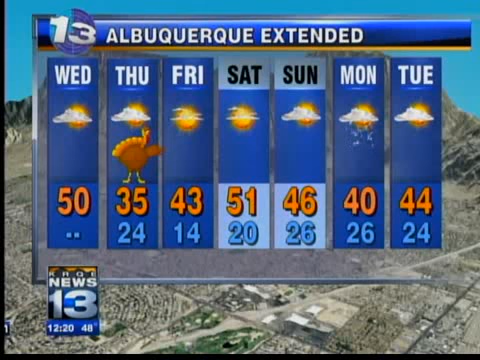 13 ALBUQUERQUE EXTENDED
WED THU FRI SAT SUN MON TUE
50 35 43 51 46 40 44
-- 24 14 20 26 26 24
KRQE
NEWS
13
12:20 48°